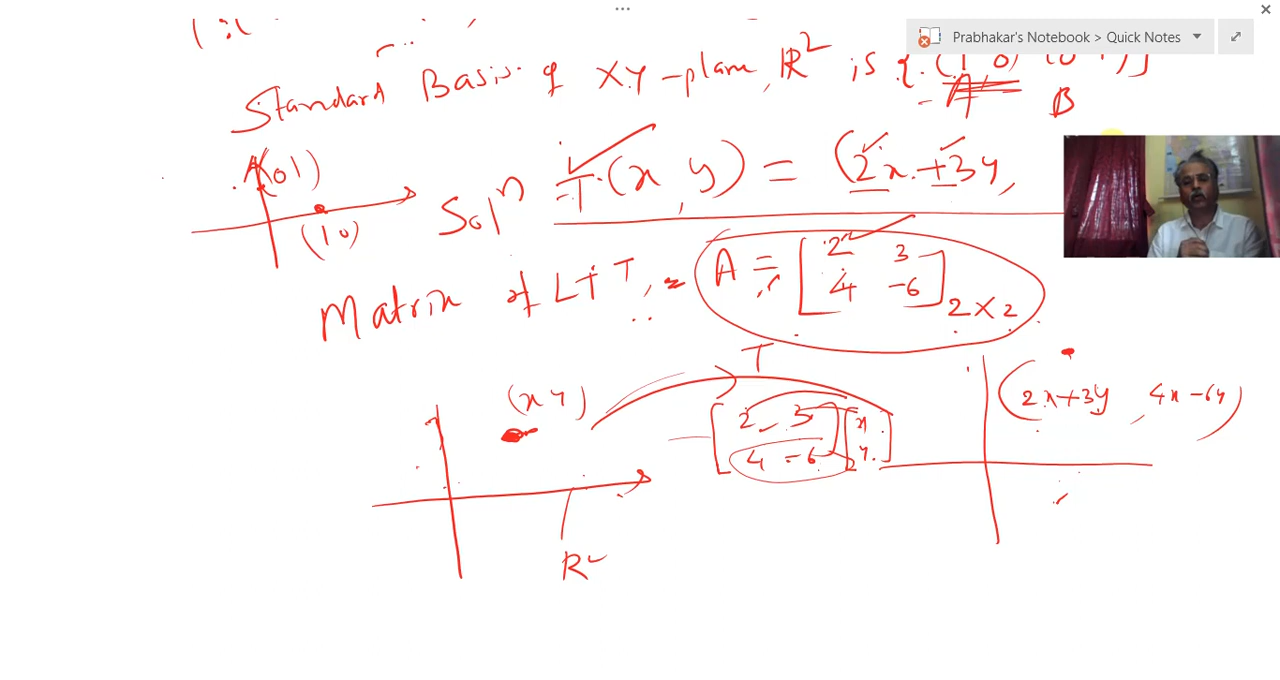 Prabhakar's Notebook > Quick Notes
Standard Basis of XY-plane, ℝ² is {(1, 0) (0 1)}
A B
(0 1)
(1 0)
Solⁿ T(x, y) = (2x + 3y,
Matrix of LT T, = A = [2 3
4 -6] 2×2
T
(x y)
[2 3
4 -6] [x
y]
(2x+3y, 4x-6y)
R²